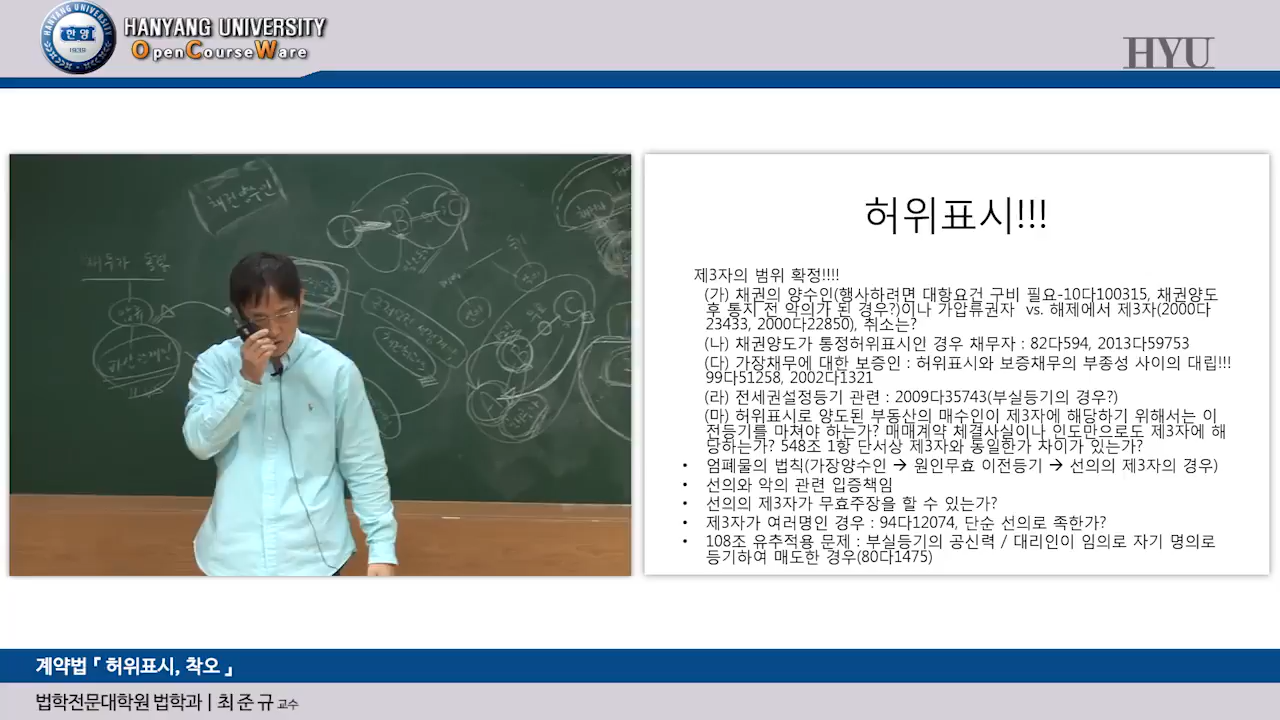 HANYANG UNIVERSITY
OpenCourseWare
한양
1939
HYU
채권양수인
A
B
C
허위표시!!!
제3자의 범위 확정!!!!
(가) 채권의 양수인(행사하려면 대항요건 구비 필요-10다100315, 채권양도
후 통지 전 악의가 된 경우?)이나 가압류권자 vs. 해제에서 제3자(2000다
23433, 2000다22850), 취소는?
(나) 채권양도가 통정허위표시인 경우 채무자 : 82다594, 2013다59753
(다) 가장채무에 대한 보증인 : 허위표시와 보증채무의 부종성 사이의 대립!!!
99다51258, 2002다1321
(라) 전세권설정등기 관련 : 2009다35743(부실등기의 경우?)
(마) 허위표시로 양도된 부동산의 매수인이 제3자에 해당하기 위해서는 이
전등기를 마쳐야 하는가? 매매계약 체결사실이나 인도만으로도 제3자에 해
당하는가? 548조 1항 단서상 제3자와 동일한가 차이가 있는가?
• 엄폐물의 법칙(가장양수인 → 원인무효 이전등기 → 선의의 제3자의 경우)
• 선의와 악의 관련 입증책임
• 선의의 제3자가 무효주장을 할 수 있는가?
• 제3자가 여러명인 경우 : 94다12074, 단순 선의로 족한가?
• 108조 유추적용 문제 : 부실등기의 공신력 / 대리인이 임의로 자기 명의로
등기하여 매도한 경우(80다1475)
계약법 『 허위표시, 착오 』
법학전문대학원 법학과 | 최준규 교수